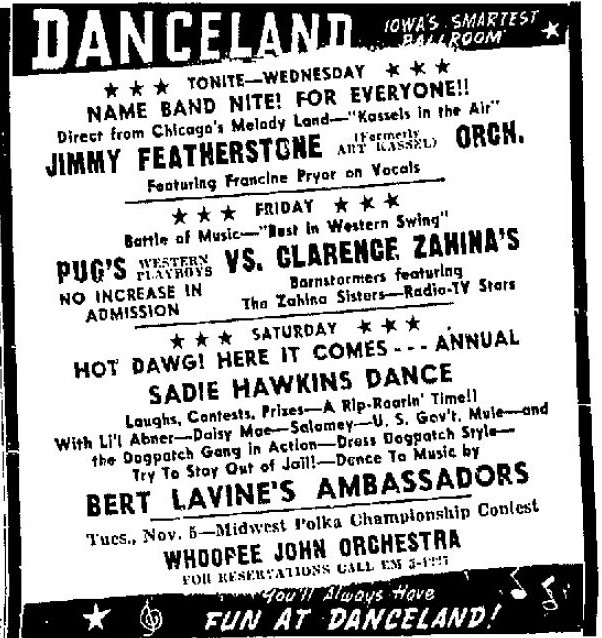 DANCELAND
IOWA'S SMARTEST
BALLROOM
TONITE—WEDNESDAY
NAME BAND NITE! FOR EVERYONE!!
Direct from Chicago's Melody Land—"Kassels in the Air"
JIMMY FEATHERSTONE (Formerly ART KASSEL) ORCH.
Featuring Francine Pryor on Vocals
FRIDAY
Battle of Music—"Best in Western Swing"
PUG'S WESTERN PLAYBOYS VS. CLARENCE ZAHINA'S
NO INCREASE IN ADMISSION
Barnstormers featuring
The Zahina Sisters—Radio-TV Stars
SATURDAY
HOT DAWG! HERE IT COMES --- ANNUAL
SADIE HAWKINS DANCE
Laughs, Contests, Prizes—A Rip-Roarin' Time!!
With Li'l Abner—Daisy Mae—Salomey—U. S. Gov't. Mule—and
the Dogpatch Gang in Action—Dress Dogpatch Style—
Try To Stay Out of Jail!—Dance To Music by
BERT LAVINE'S AMBASSADORS
Tues., Nov. 5—Midwest Polka Championship Contest
WHOOPEE JOHN ORCHESTRA
FOR RESERVATIONS CALL EM
You'll Always Have
FUN AT DANCELAND!